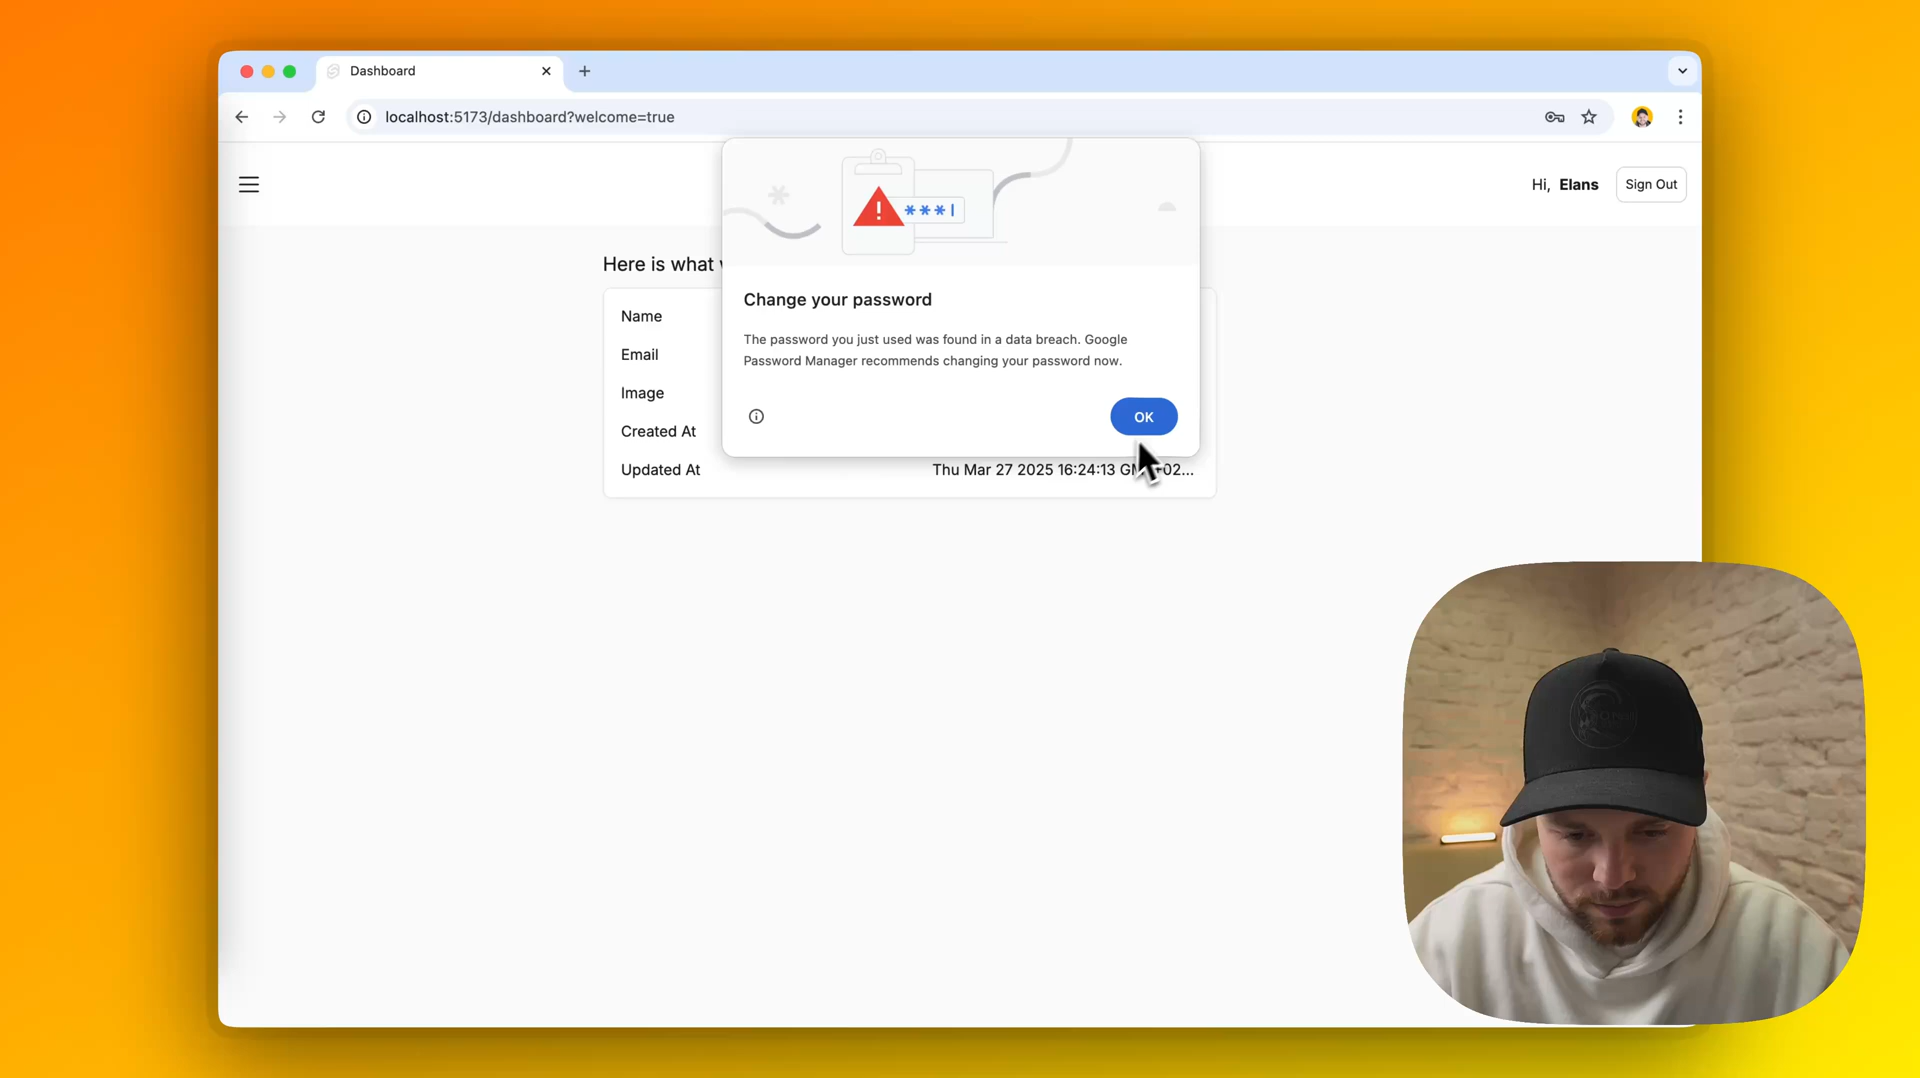 Dashboard
localhost:5173/dashboard?welcome=true
Hi, Elans
Sign Out
***
Here is what
Change your password
The password you just used was found in a data breach. Google
Password Manager recommends changing your password now.
OK
Name
Email
Image
Created At
Updated At
Thu Mar 27 2025 16:24:13 GM +02...